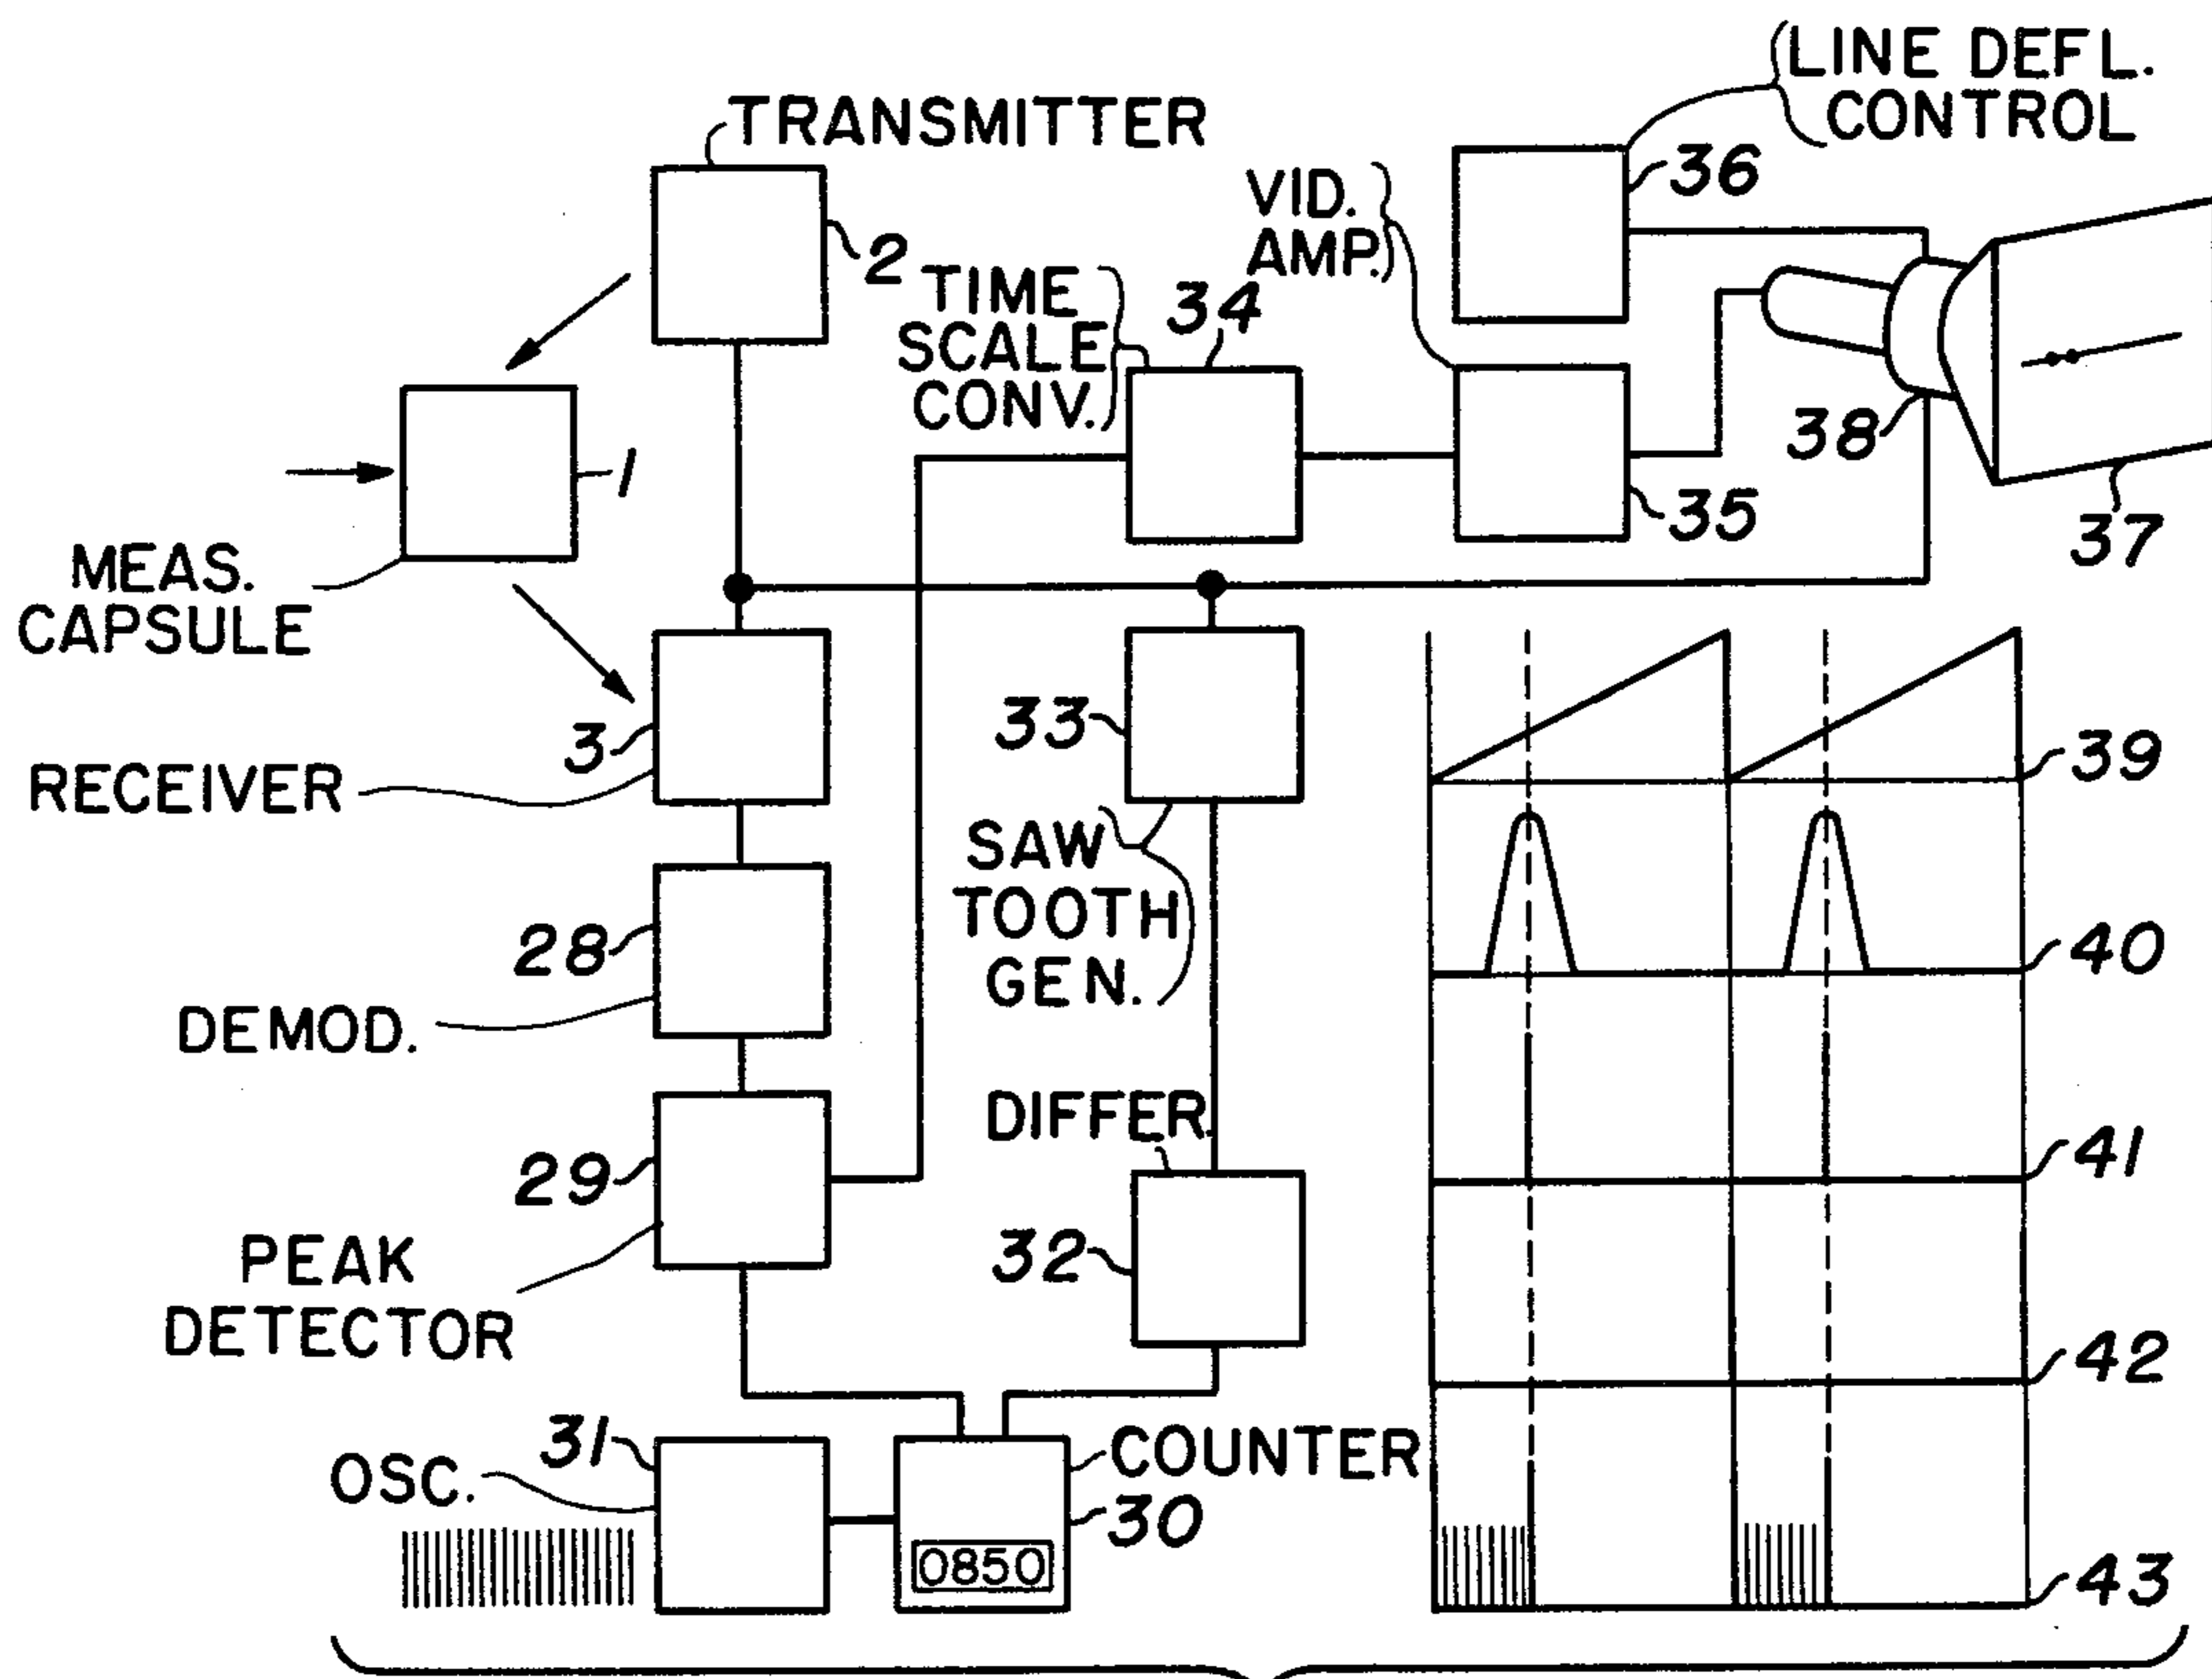 (LINE DEFL.
CONTROL
TRANSMITTER
36
VID.
AMP.
2
TIME
SCALE
CONV.
34
38
35
37
1
MEAS.
CAPSULE
3
RECEIVER
33
39
SAW
TOOTH
GEN.
28
40
DEMOD.
DIFFER.
29
41
32
PEAK
DETECTOR
42
31
COUNTER
OSC.
30
0850
43